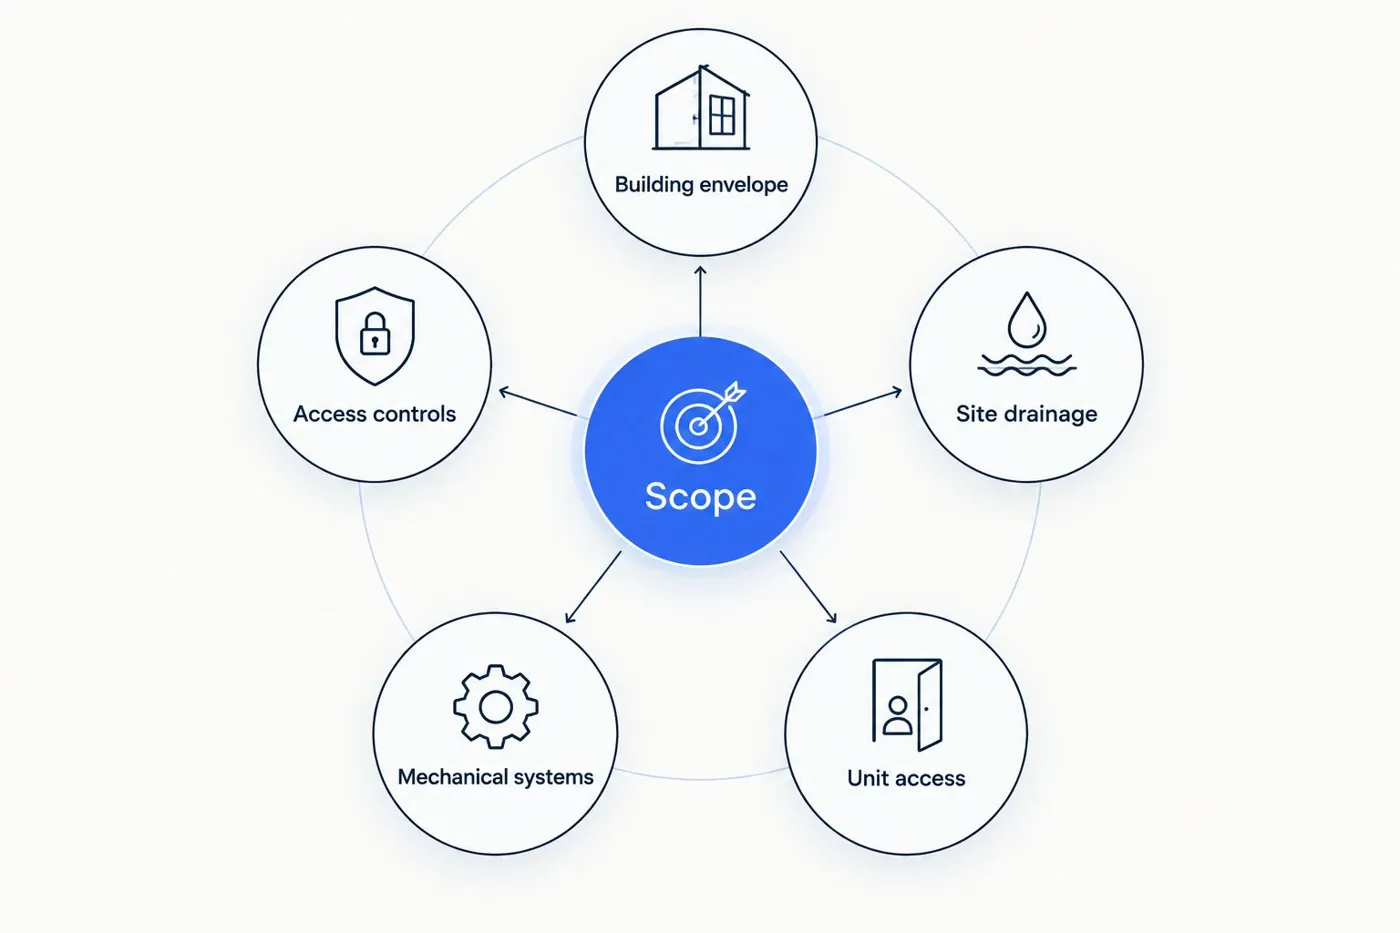 Building envelope
Access controls
Site drainage
Scope
Mechanical systems
Unit access